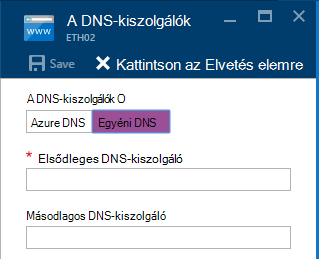 A DNS-kiszolgálók
ETH02
www
Save Kattintson az Elvetés elemre
A DNS-kiszolgálók O
Azure DNS Egyéni DNS
* Elsődleges DNS-kiszolgáló
Másodlagos DNS-kiszolgáló